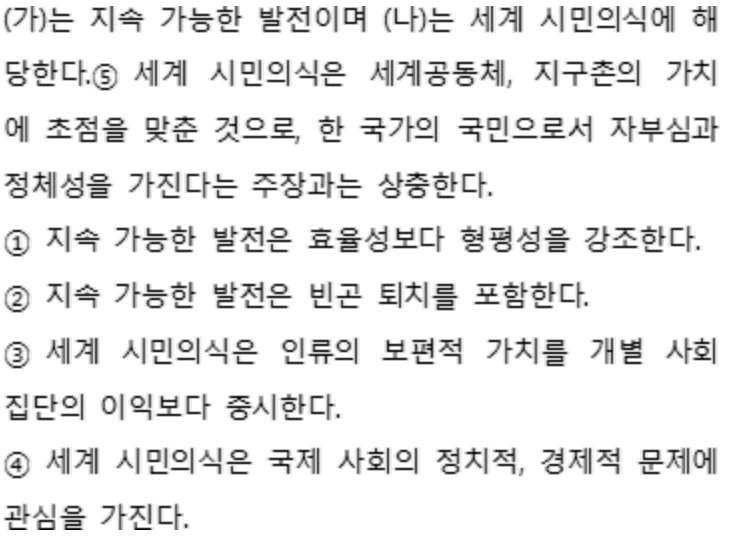 (가)는 지속 가능한 발전이며 (나)는 세계 시민의식에 해
당한다.⑤ 세계 시민의식은 세계공동체, 지구촌의 가치
에 초점을 맞춘 것으로, 한 국가의 국민으로서 자부심과
정체성을 가진다는 주장과는 상충한다.
① 지속 가능한 발전은 효율성보다 형평성을 강조한다.
② 지속 가능한 발전은 빈곤 퇴치를 포함한다.
③ 세계 시민의식은 인류의 보편적 가치를 개별 사회
집단의 이익보다 중시한다.
④ 세계 시민의식은 국제 사회의 정치적, 경제적 문제에
관심을 가진다.